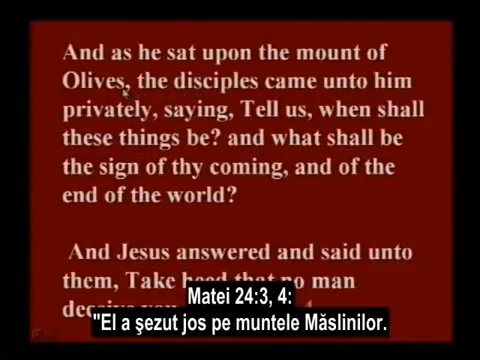 And as he sat upon the mount of
Olives, the disciples came unto him
privately, saying, Tell us, when shall
these things be? and what shall be
the sign of thy coming, and of the
end of the world?
And Jesus answered and said unto
them, Take heed that no man
Matei 24:3, 4:
"El a şezut jos pe muntele Măslinilor.